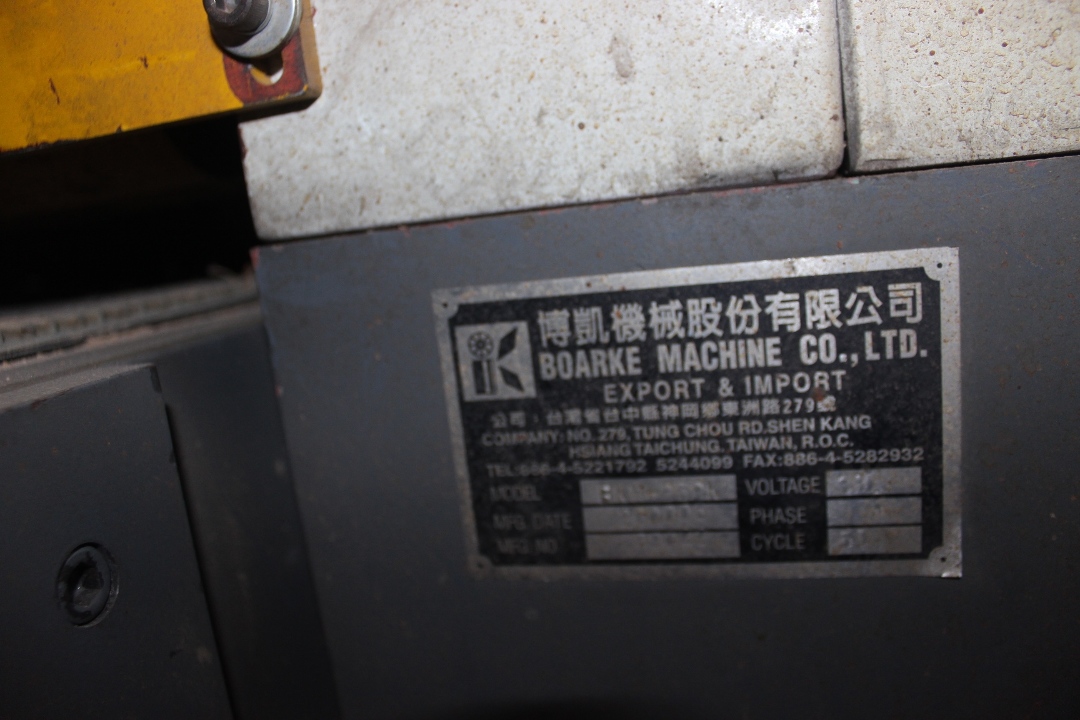 博凱機械股份有限公司
BOARKE MACHINE CO., LTD.
EXPORT & IMPORT
公司：台灣省台中縣神岡鄉東洲路279號
COMPANY: NO. 279, TUNG CHOU RD. SHEN KANG
HSIANG TAICHUNG, TAIWAN, R.O.C.
TEL: 886-4-5221792 5244099 FAX: 886-4-5282932
MODEL VOLTAGE
MFG. DATE PHASE
MFG. NO CYCLE